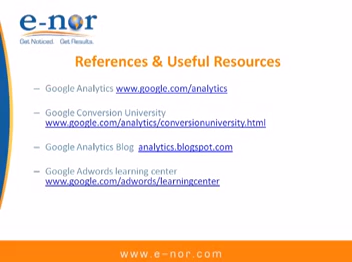 e-nor
Get Noticed. Get Results.
References & Useful Resources
– Google Analytics www.google.com/analytics
– Google Conversion University
www.google.com/analytics/conversionuniversity.html
– Google Analytics Blog analytics.blogspot.com
– Google Adwords learning center
www.google.com/adwords/learningcenter
www.e-nor.com